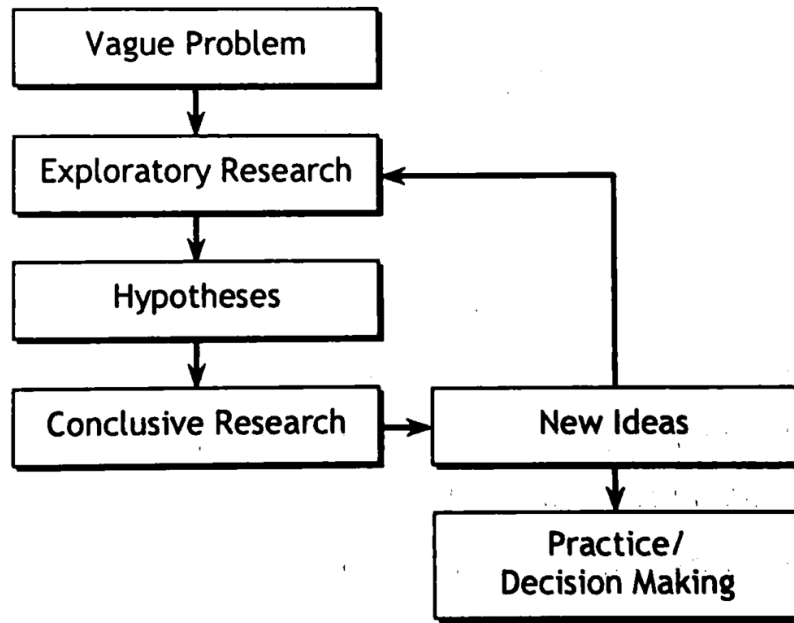 Vague Problem
Exploratory Research
Hypotheses
Conclusive Research
New Ideas
Practice/
Decision Making